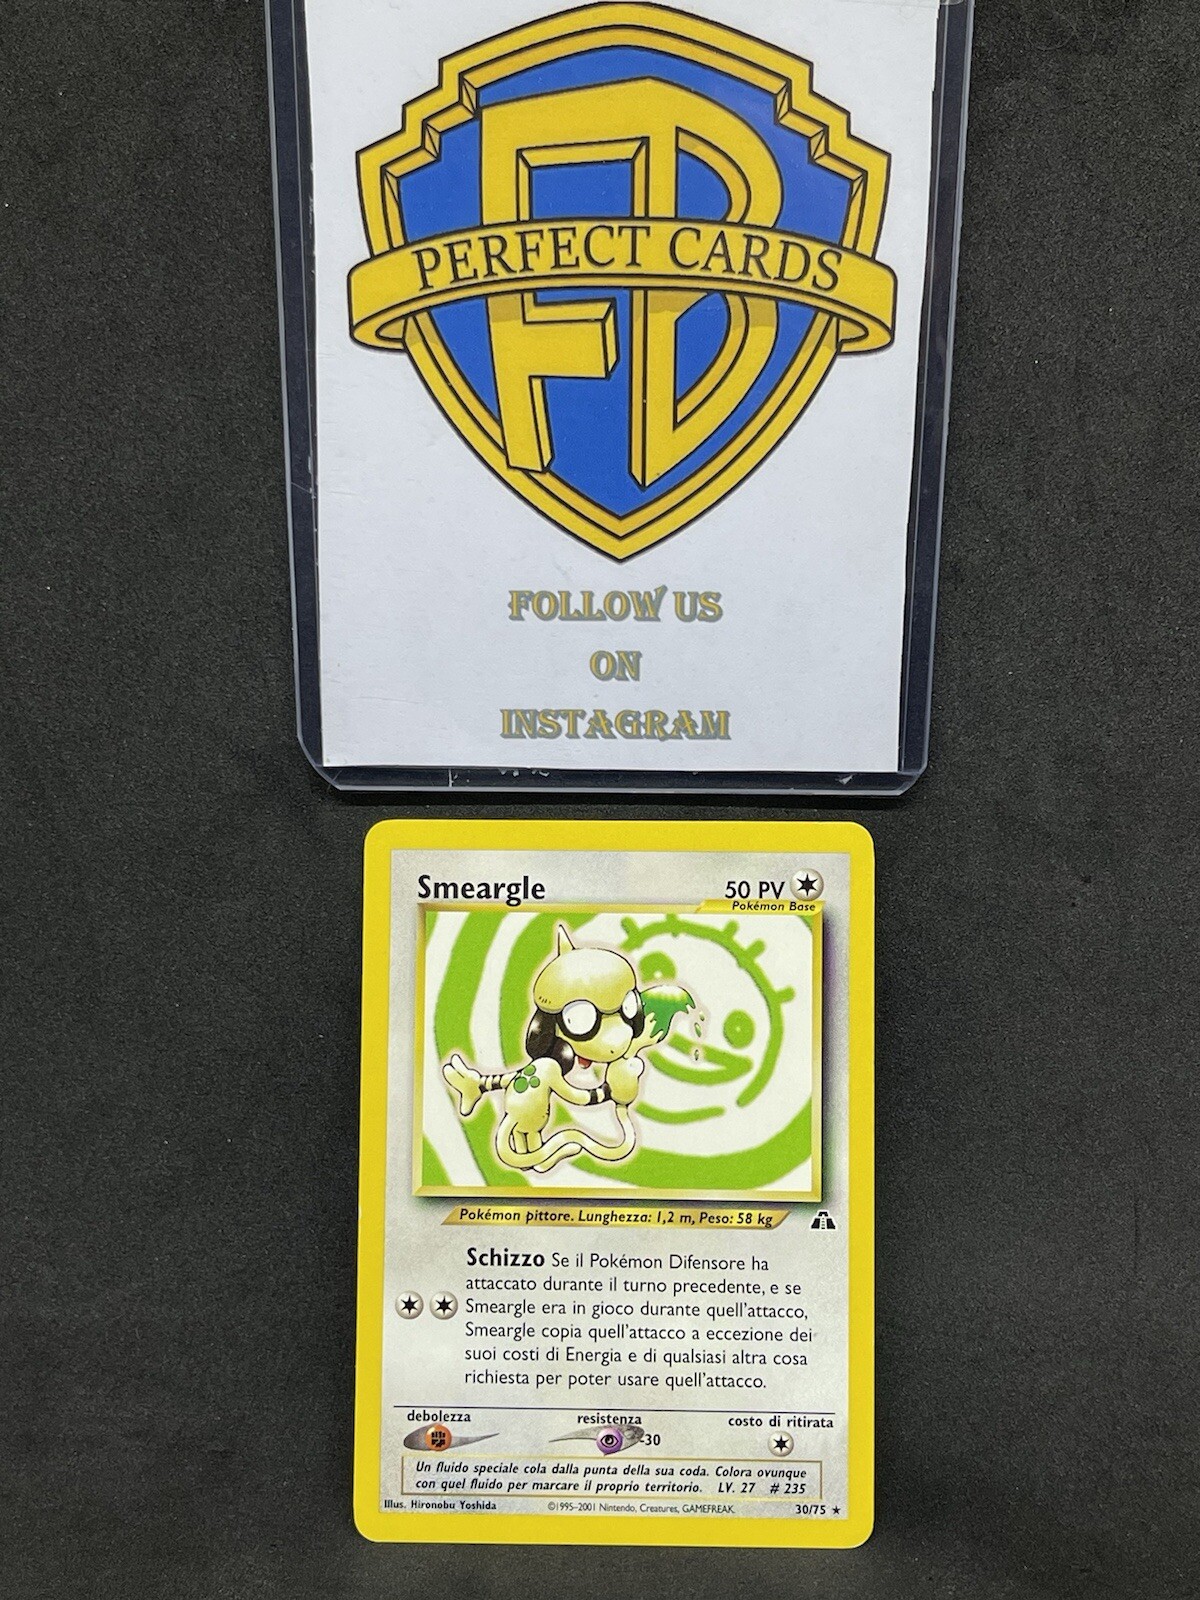 FB
PERFECT CARDS
FOLLOW US
ON
INSTAGRAM
Smeargle 50 PV
Pokémon Base
Pokémon pittore. Lunghezza: 1,2 m, Peso: 58 kg
Schizzo Se il Pokémon Difensore ha
attaccato durante il turno precedente, e se
Smeargle era in gioco durante quell'attacco,
Smeargle copia quell'attacco a eccezione dei
suoi costi di Energia e di qualsiasi altra cosa
richiesta per poter usare quell'attacco.
debolezza resistenza costo di ritirata
-30
Un fluido speciale cola dalla punta della sua coda. Colora ovunque
con quel fluido per marcare il proprio territorio. LV. 27 # 235
Illus. Hironobu Yoshida ©1995-2001 Nintendo, Creatures, GAMEFREAK. 30/75 ★